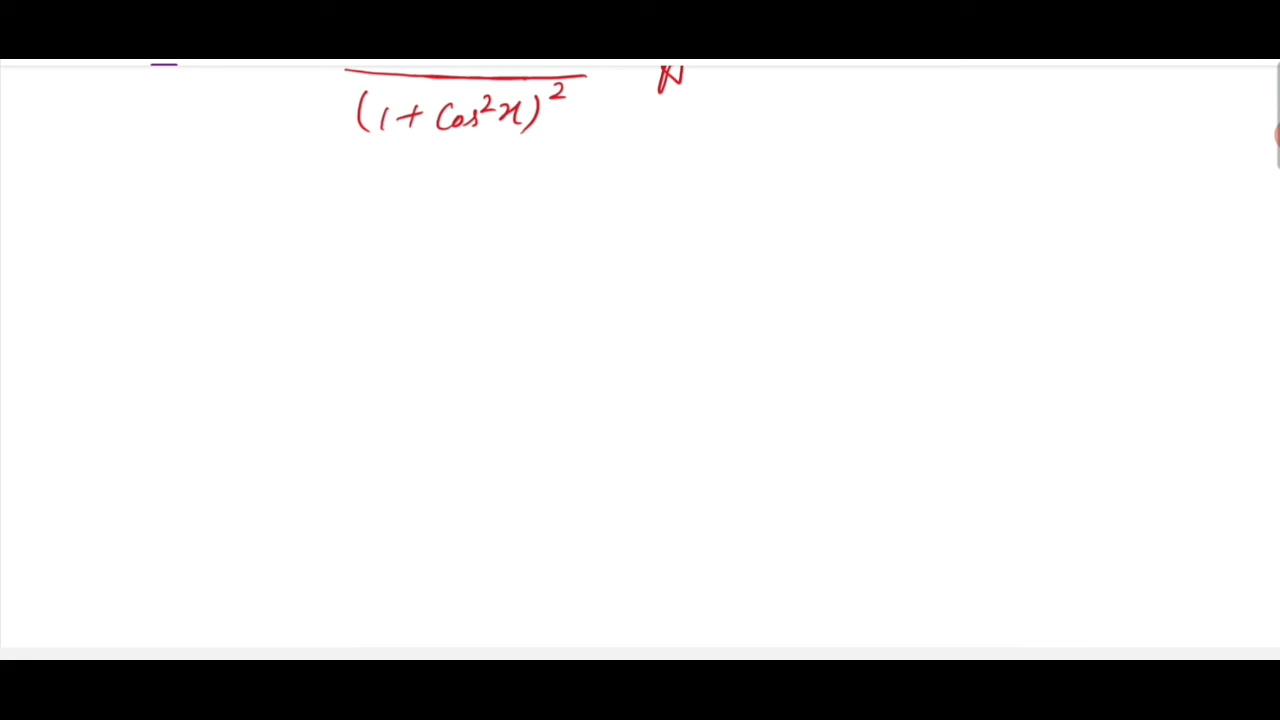 (1 + Cos²x)²